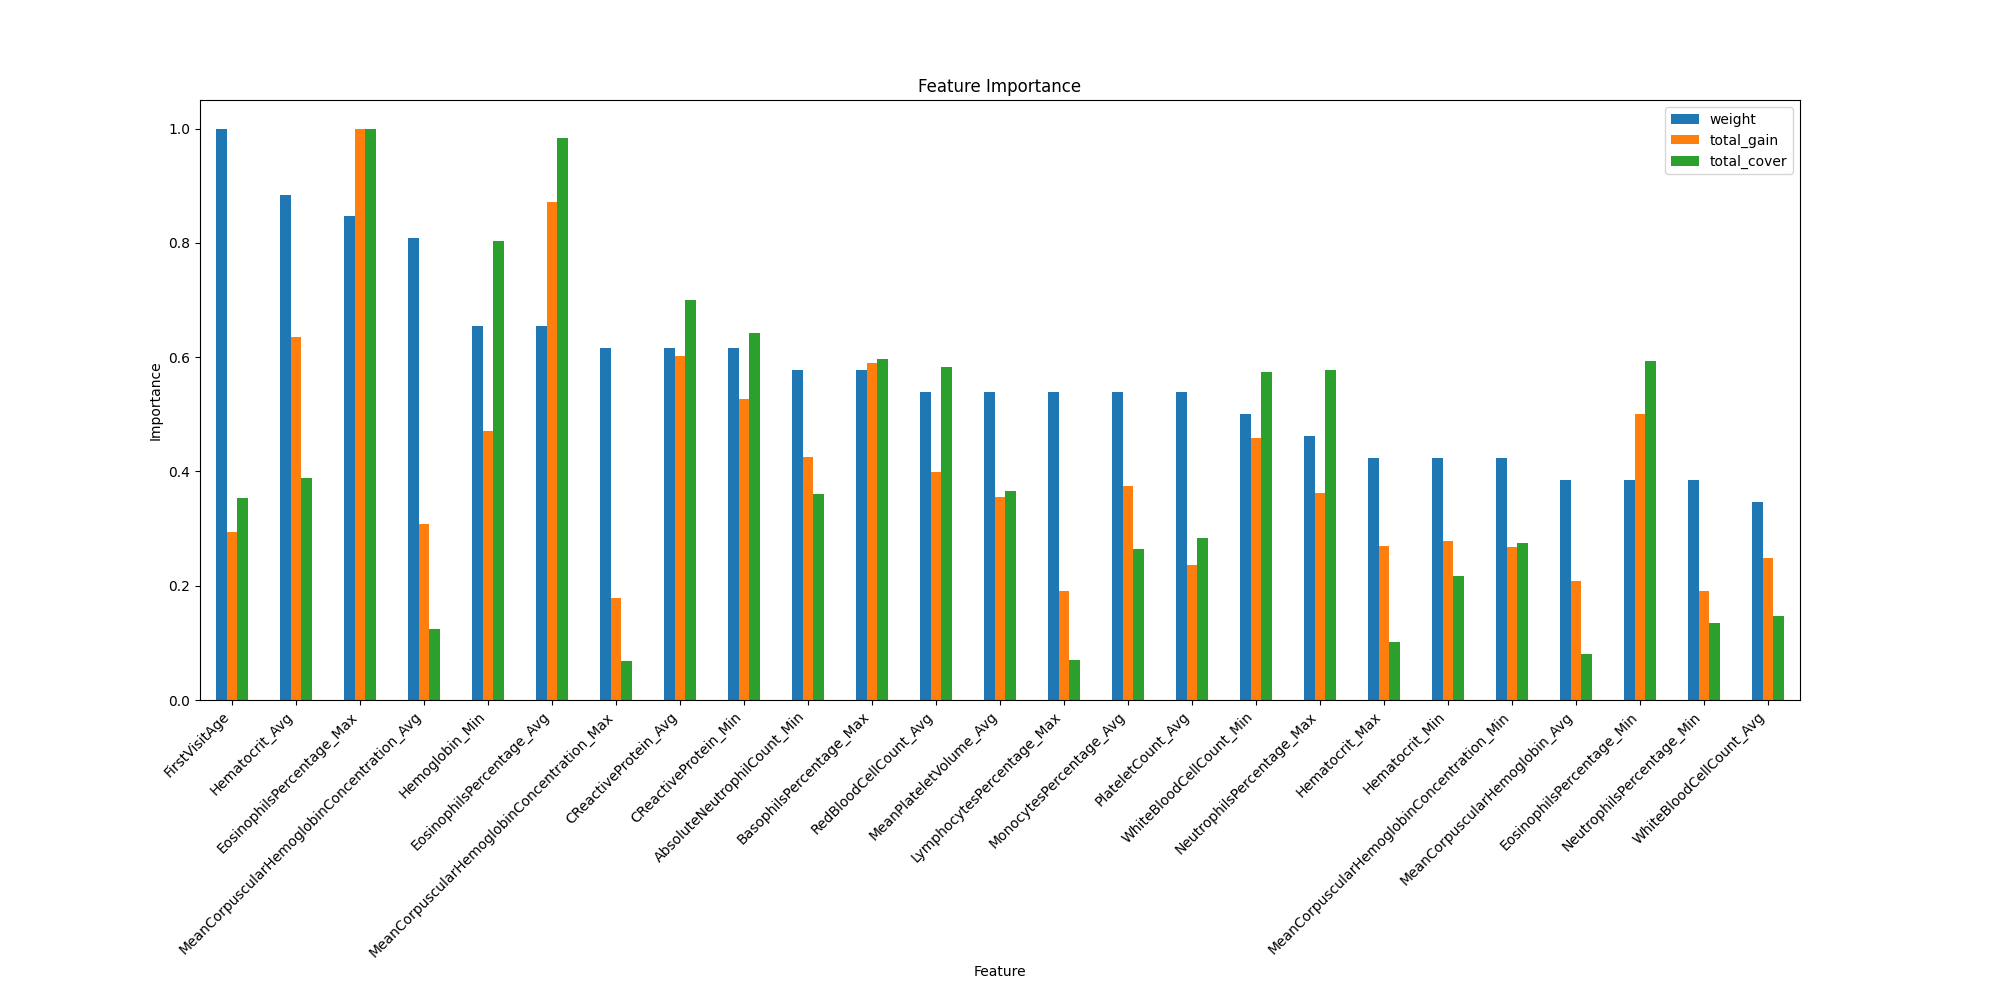 Feature Importance
weight
total_gain
total_cover
Importance
1.0
0.8
0.6
0.4
0.2
0.0
FirstVisitAge
Hematocrit_Avg
EosinophilsPercentage_Max
MeanCorpuscularHemoglobinConcentration_Avg
Hemoglobin_Min
EosinophilsPercentage_Avg
MeanCorpuscularHemoglobinConcentration_Max
CReactiveProtein_Avg
CReactiveProtein_Min
AbsoluteNeutrophilCount_Min
BasophilsPercentage_Max
RedBloodCellCount_Avg
MeanPlateletVolume_Avg
LymphocytesPercentage_Max
MonocytesPercentage_Avg
PlateletCount_Avg
WhiteBloodCellCount_Min
NeutrophilsPercentage_Max
Hematocrit_Max
Hematocrit_Min
MeanCorpuscularHemoglobinConcentration_Min
MeanCorpuscularHemoglobin_Avg
EosinophilsPercentage_Min
NeutrophilsPercentage_Min
WhiteBloodCellCount_Avg
Feature